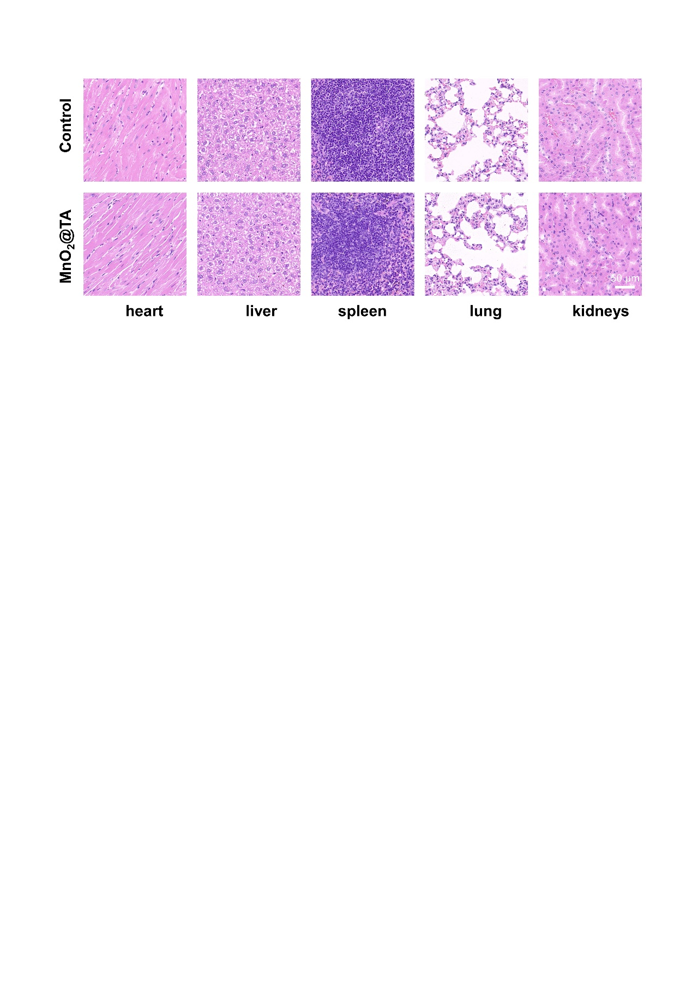 Control
MnO₂@TA
50 μm
heart liver spleen lung kidneys